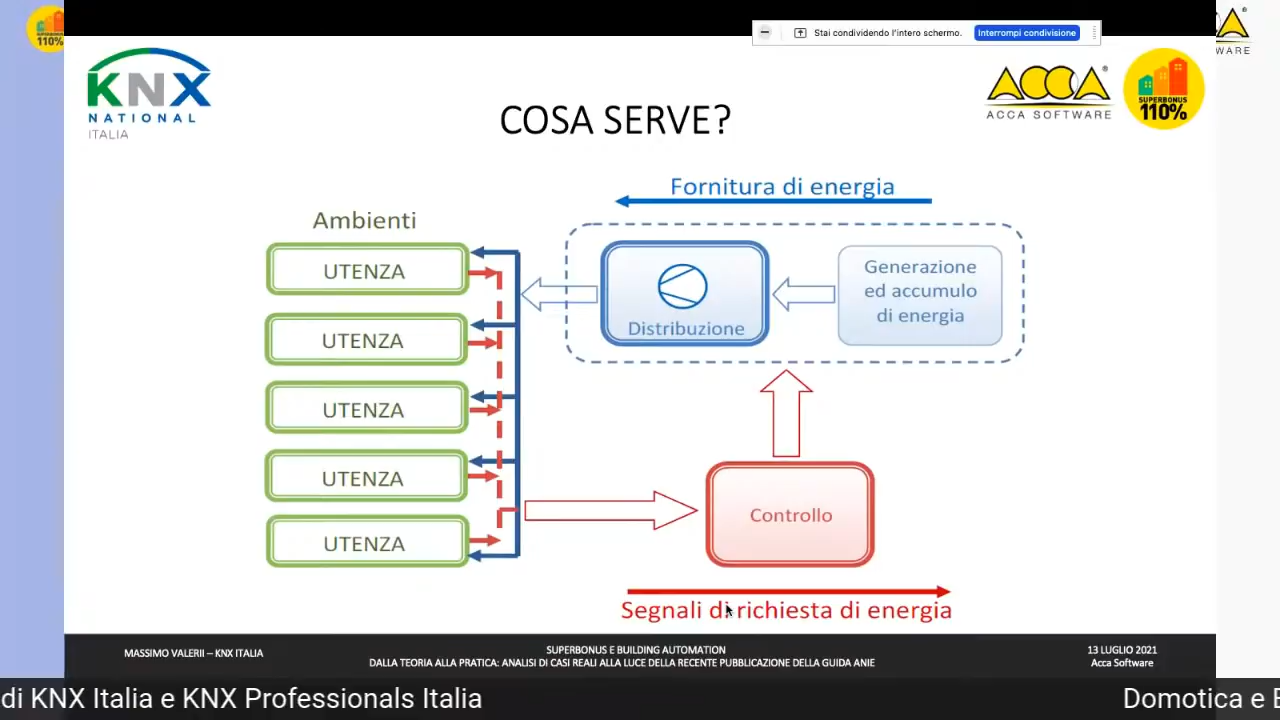 Stai condividendo l'intero schermo.
Interrompi condivisione
110%
WARE
KNX
NATIONAL
ITALIA
ACCA
ACCA SOFTWARE
SUPERBONUS
110%
COSA SERVE?
Fornitura di energia
Ambienti
UTENZA
UTENZA
UTENZA
UTENZA
UTENZA
Distribuzione
Generazione
ed accumulo
di energia
Controllo
Segnali di richiesta di energia
MASSIMO VALERII – KNX ITALIA
SUPERBONUS E BUILDING AUTOMATION
DALLA TEORIA ALLA PRATICA: ANALISI DI CASI REALI ALLA LUCE DELLA RECENTE PUBBLICAZIONE DELLA GUIDA ANIE
13 LUGLIO 2021
Acca Software
di KNX Italia e KNX Professionals Italia
Domotica e